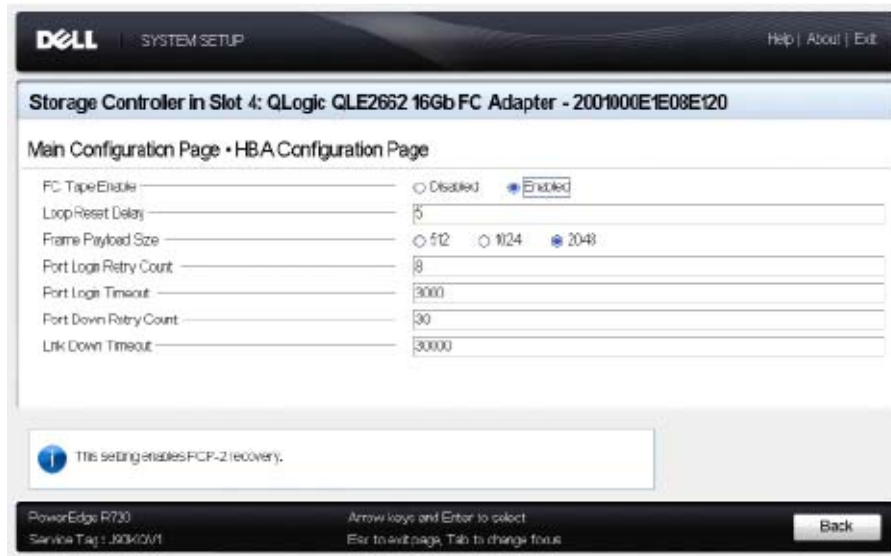 DELL SYSTEM SETUP Help | About | Exit
Storage Controller in Slot 4: QLogic QLE2662 16Gb FC Adapter - 2001000E1E08E120
Main Configuration Page • HBA Configuration Page
FC Tape Enable Disabled Enabled
Loop Reset Delay 5
Frame Payload Size 512 1024 2048
Port Login Retry Count 8
Port Login Timeout 3000
Port Down Retry Count 30
Link Down Timeout 30000
This setting enables FCP-2 recovery.
PowerEdge R730 Arrow keys and Enter to select
Service Tag : Esc to exit page, Tab to change focus
Back